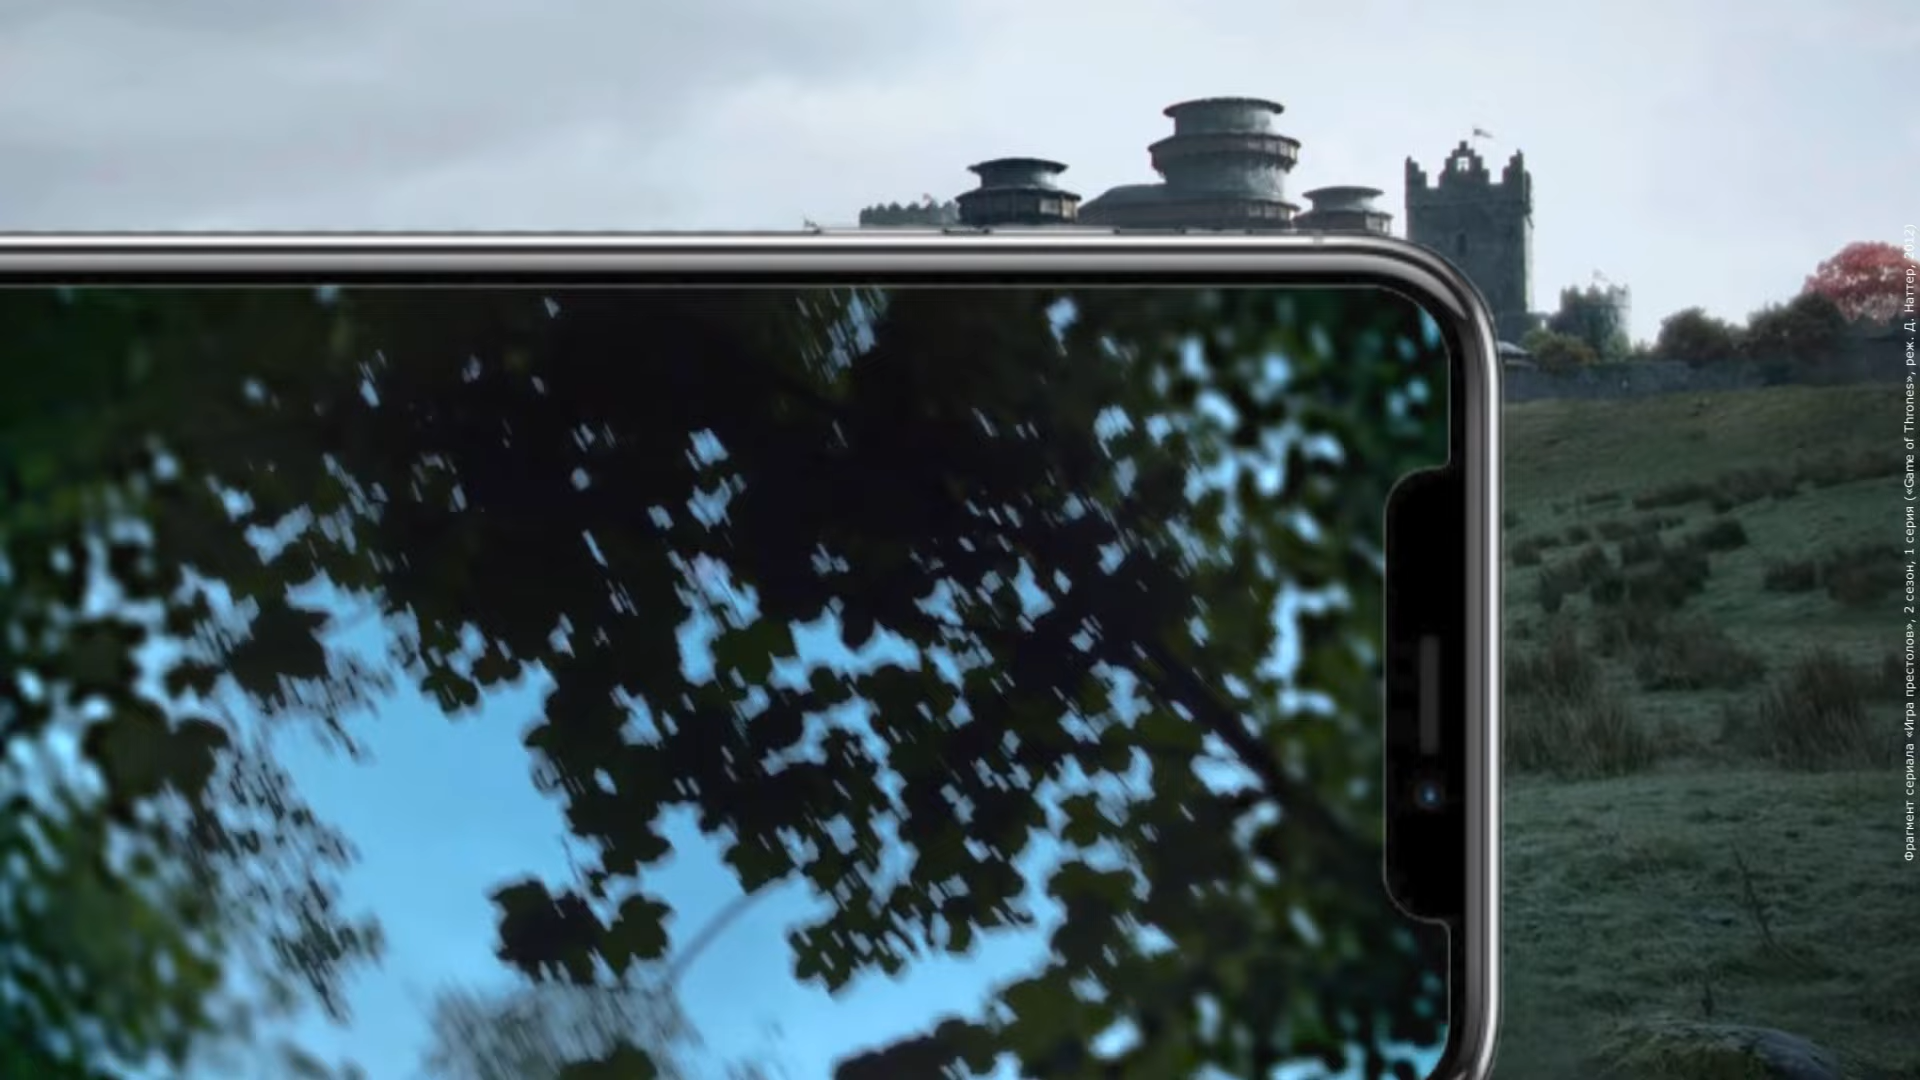 Фрагмент сериала «Игра престолов», 2 сезон, 1 серия («Game of Thrones», реж. Д. Наттер, 2012)